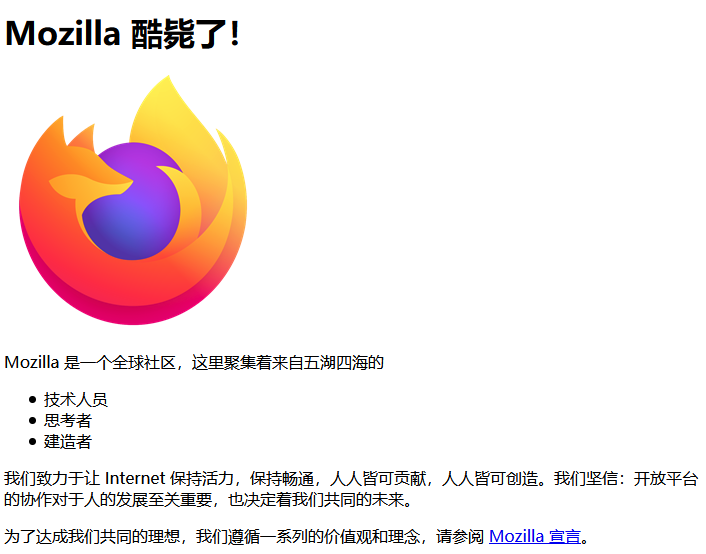 Mozilla 酷毙了！
Mozilla 是一个全球社区，这里聚集着来自五湖四海的
技术人员
思考者
建造者
我们致力于让 Internet 保持活力，保持畅通，人人皆可贡献，人人皆可创造。我们坚信：开放平台
的协作对于人的发展至关重要，也决定着我们共同的未来。
为了达成我们共同的理想，我们遵循一系列的价值观和理念，请参阅 Mozilla 宣言。